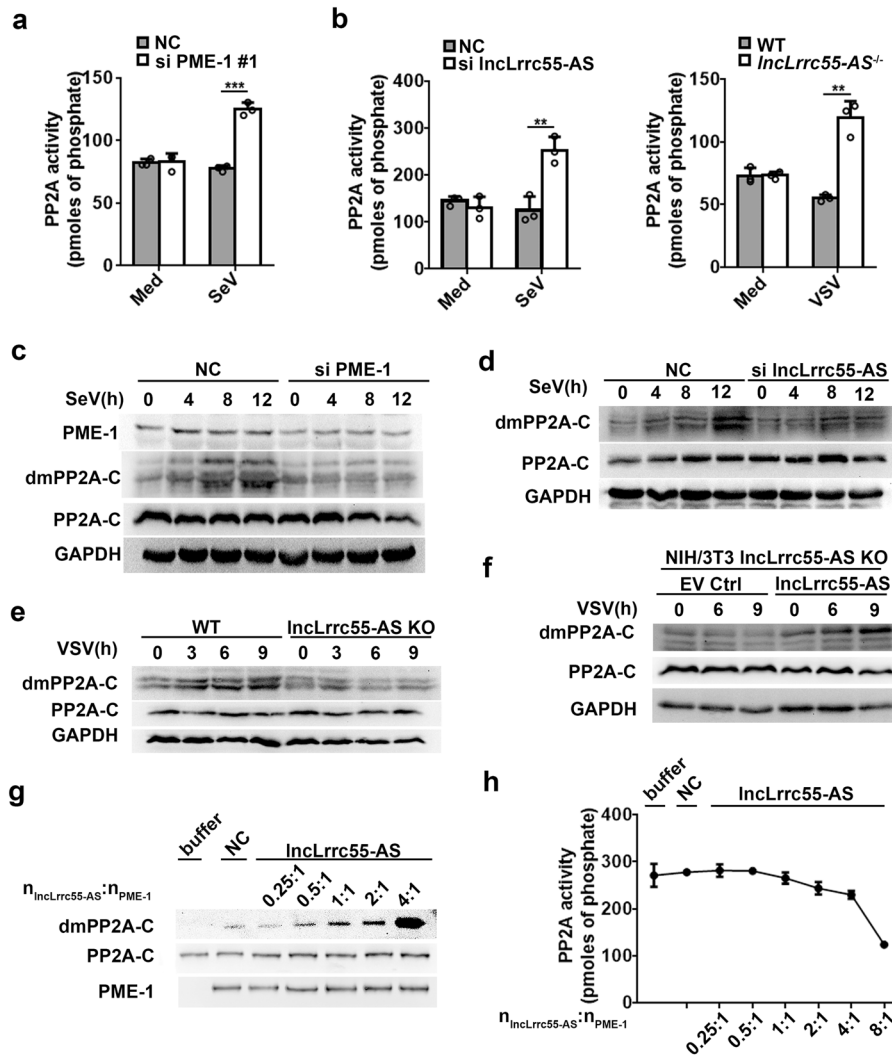 a
NC
si PME-1 #1
PP2A activity
(pmoles of phosphate)
150
100
50
0
***
Med
SeV
b
NC
si lncLrrc55-AS
PP2A activity
(pmoles of phosphate)
400
300
200
100
0
**
Med
SeV
WT
lncLrrc55-AS-/-
PP2A activity
(pmoles of phosphate)
150
100
50
0
**
Med
VSV
c
NC si PME-1
SeV(h) 0 4 8 12 0 4 8 12
PME-1
dmPP2A-C
PP2A-C
GAPDH
d
NC si lncLrrc55-AS
SeV(h) 0 4 8 12 0 4 8 12
dmPP2A-C
PP2A-C
GAPDH
e
WT lncLrrc55-AS KO
VSV(h) 0 3 6 9 0 3 6 9
dmPP2A-C
PP2A-C
GAPDH
f
NIH/3T3 lncLrrc55-AS KO
EV Ctrl lncLrrc55-AS
VSV(h) 0 6 9 0 6 9
dmPP2A-C
PP2A-C
GAPDH
g
buffer NC lncLrrc55-AS
nlncLrrc55-AS:nPME-1 0.25:1 0.5:1 1:1 2:1 4:1
dmPP2A-C
PP2A-C
PME-1
h
buffer NC lncLrrc55-AS
PP2A activity
(pmoles of phosphate)
400
300
200
100
0
nlncLrrc55-AS:nPME-1 0.25:1 0.5:1 1:1 2:1 4:1 8:1